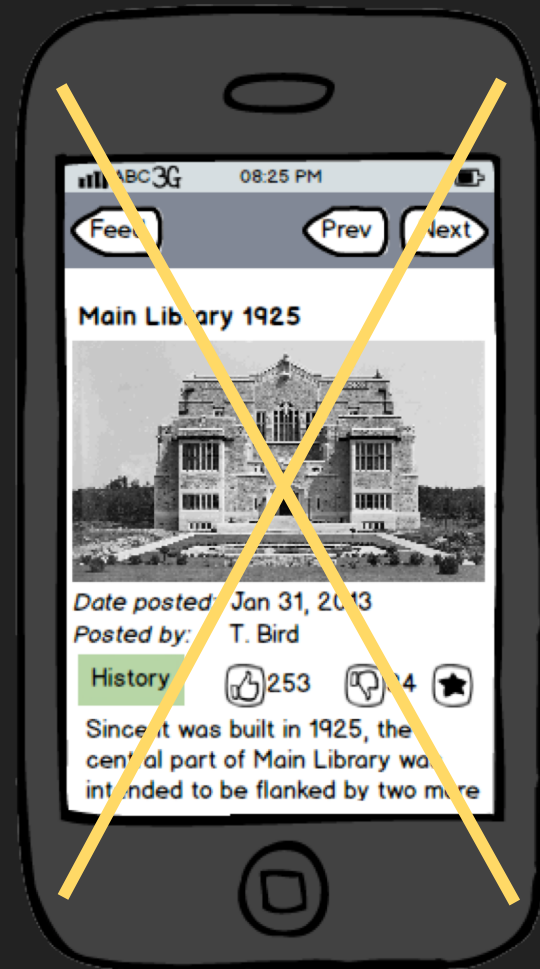 ABC 3G 08:25 PM
Feed Prev Next
Main Library 1925
Date posted: Jan 31, 2013
Posted by: T. Bird
History 253
Since it was built in 1925, the
central part of Main Library was
intended to be flanked by two more